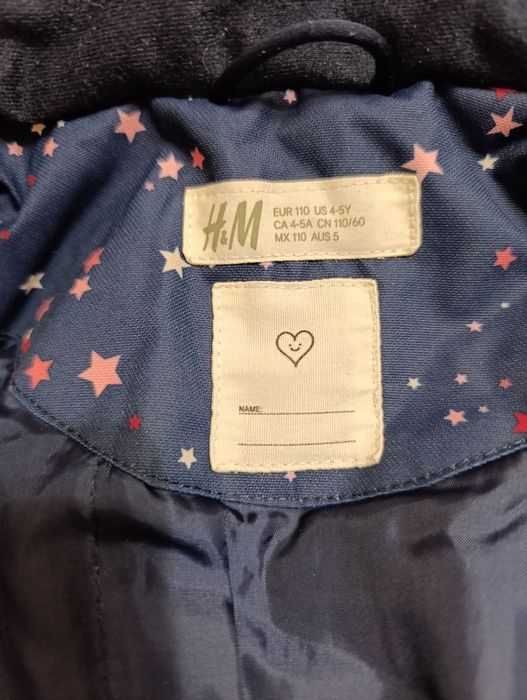 H&M
EUR 110 US 4-5Y
CA 4-5A CN 110/60
MX 110 AUS 5
NAME: